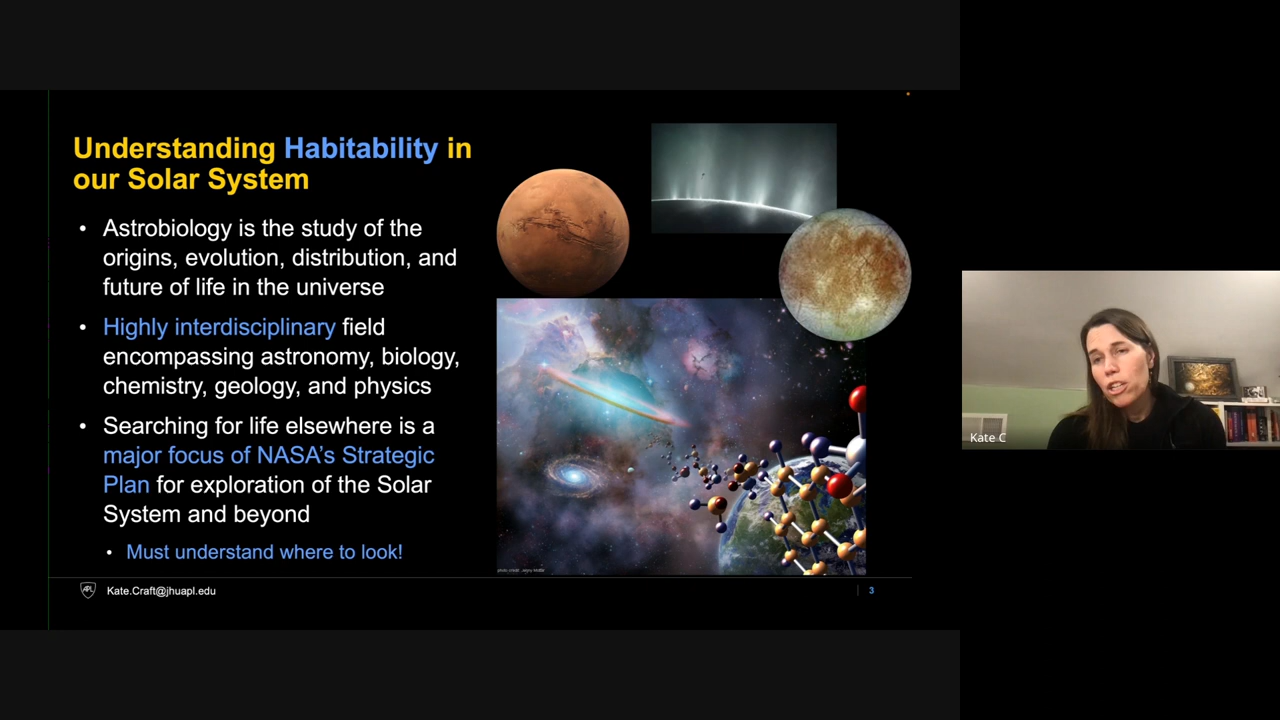 Understanding Habitability in
our Solar System
• Astrobiology is the study of the
origins, evolution, distribution, and
future of life in the universe
• Highly interdisciplinary field
encompassing astronomy, biology,
chemistry, geology, and physics
• Searching for life elsewhere is a
major focus of NASA's Strategic
Plan for exploration of the Solar
System and beyond
• Must understand where to look!
APL
Kate.Craft@jhuapl.edu
3
Kate C